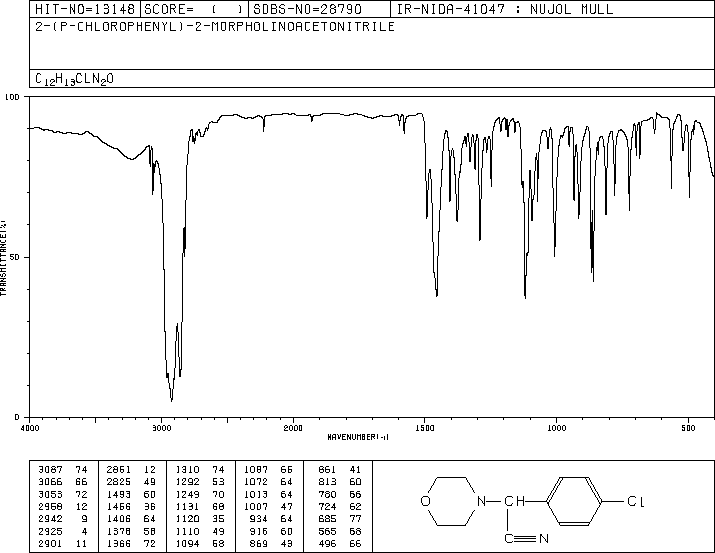 HIT-NO=13148 SCORE= ( ) SDBS-NO=28790 IR-NIDA-41047 : NUJOL MULL
2-(P-CHLOROPHENYL)-2-MORPHOLINOACETONITRILE
C12H13CLN2O
100
50
0
TRANSMITTANCE(%)
4000 3000 2000 1500 1000 500
WAVENUMBER(-1)
3087 74 2861 12 1310 74 1087 66 861 41
3066 66 2825 49 1292 53 1072 64 813 60
3053 72 1493 60 1249 70 1013 64 780 66
2958 12 1456 36 1131 68 1007 47 724 62
2942 9 1406 64 1120 35 934 64 685 77
2925 4 1378 58 1110 49 916 60 565 68
2901 11 1366 72 1094 58 869 43 496 66
O N CH Cl
C N